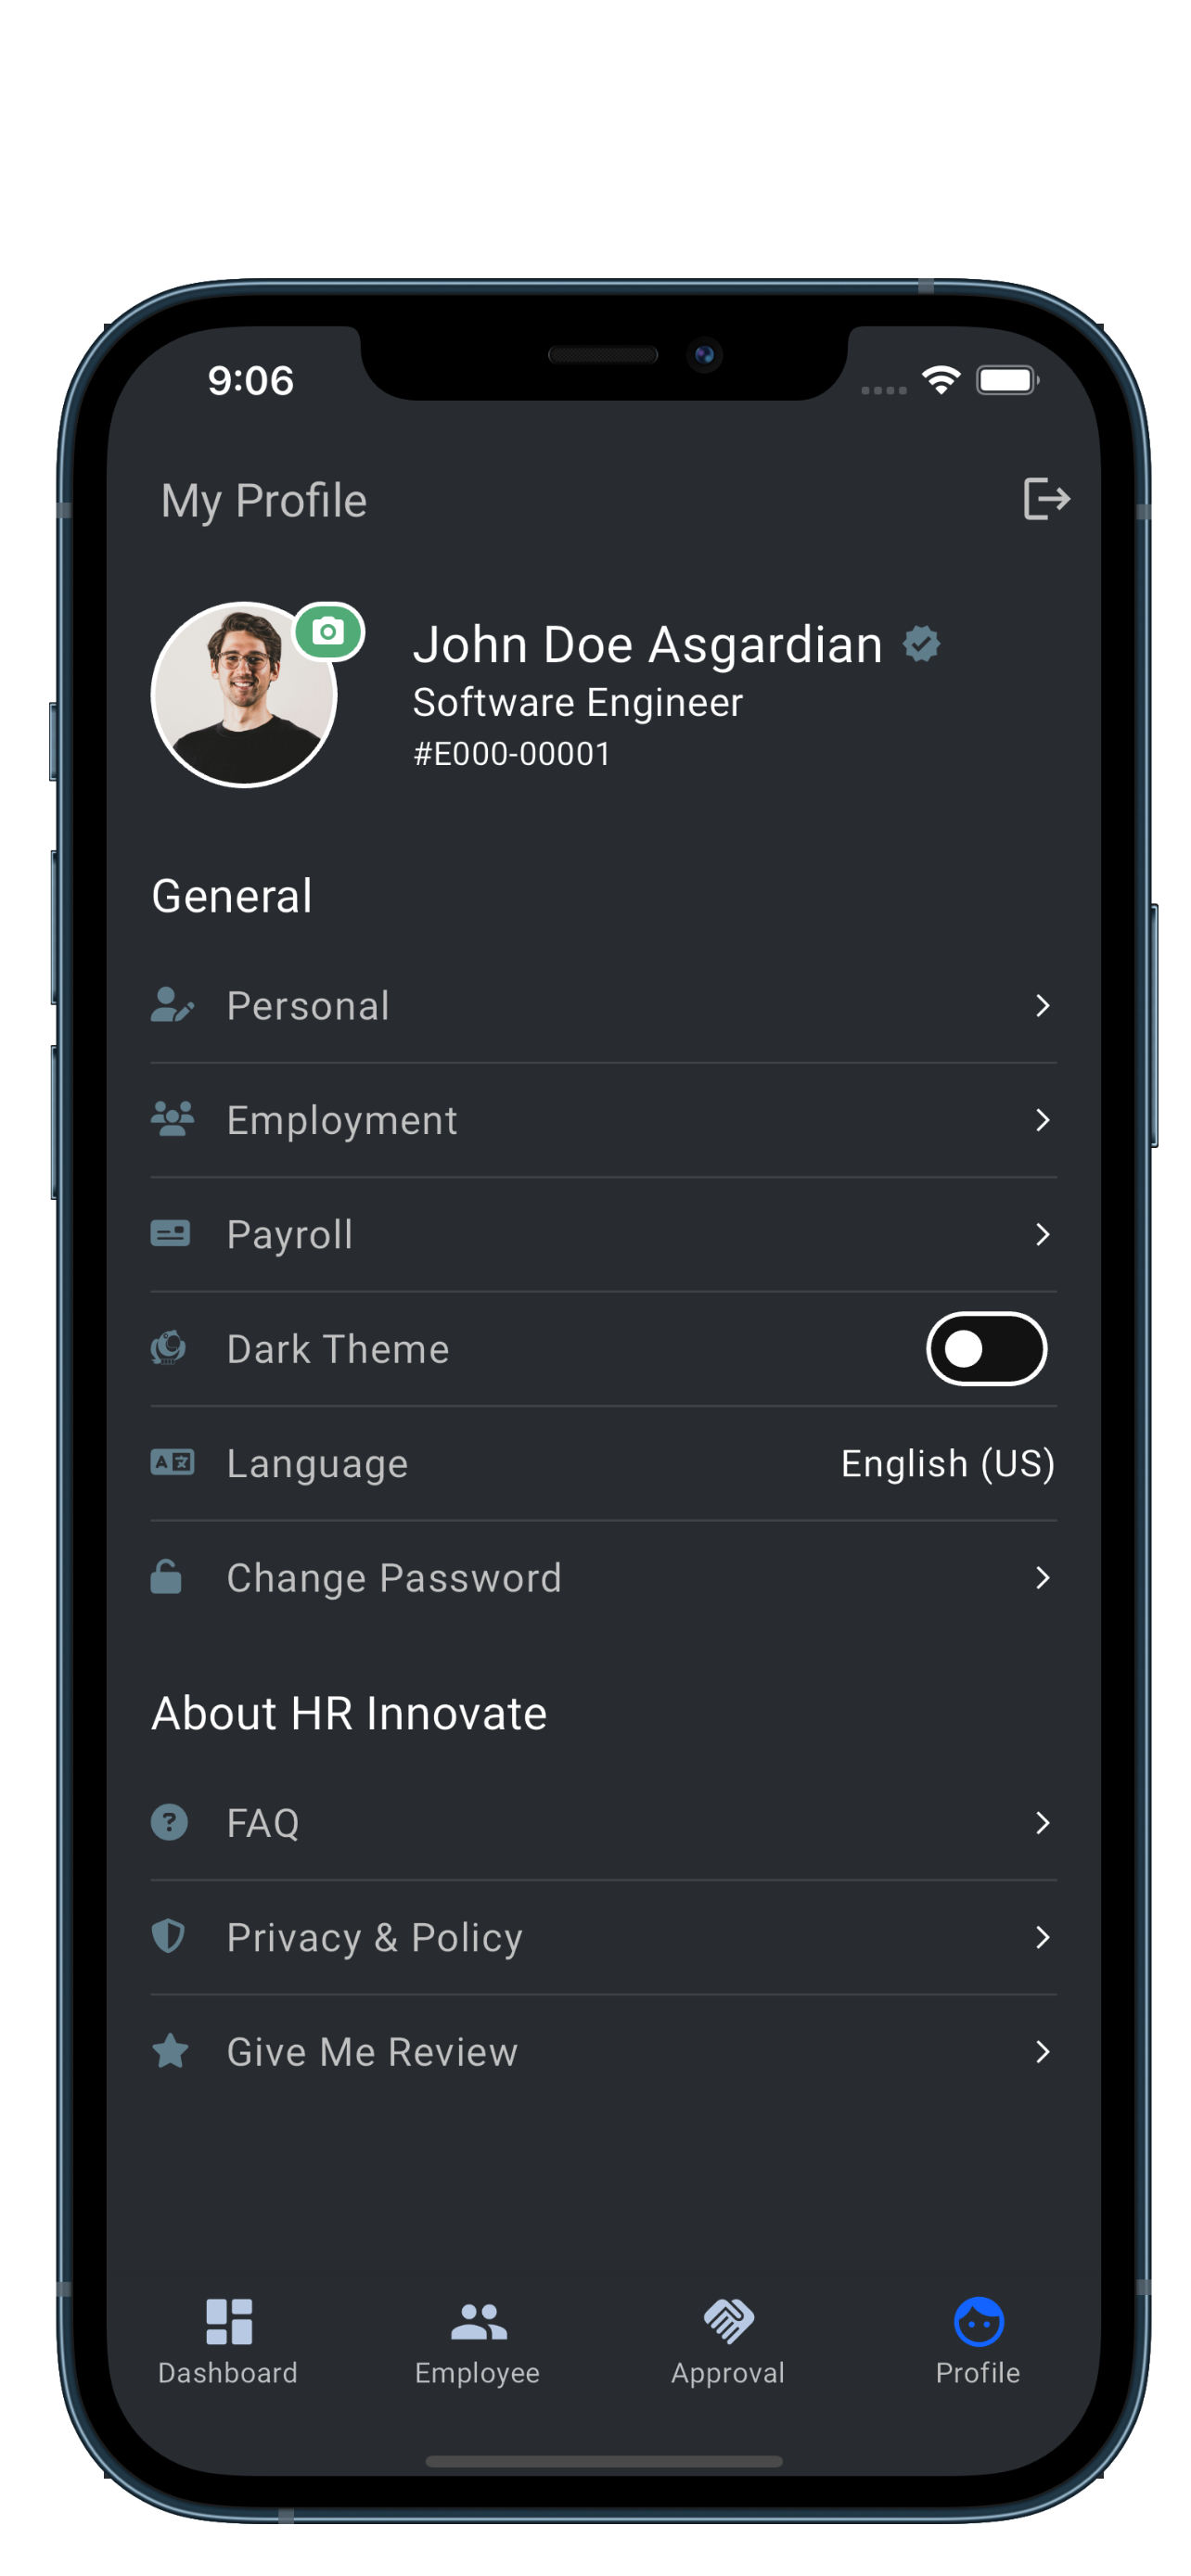 9:06
My Profile
John Doe Asgardian
Software Engineer
#E000-00001
General
Personal
Employment
Payroll
Dark Theme
Language English (US)
Change Password
About HR Innovate
FAQ
Privacy & Policy
Give Me Review
Dashboard Employee Approval Profile